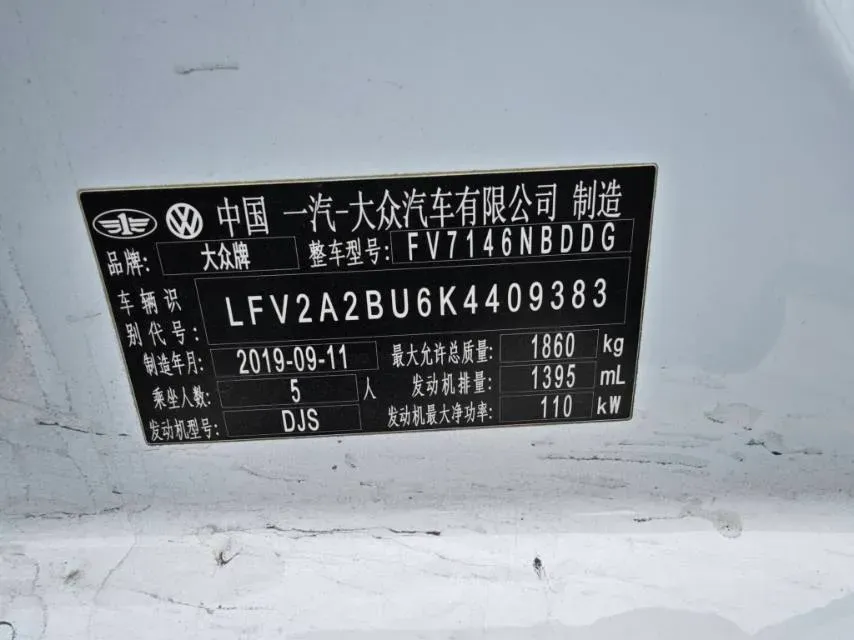 中国 一汽-大众汽车有限公司 制造
品牌: 大众牌 整车型号: FV7146NBDDG
车辆识别代号: LFV2A2BU6K4409383
制造年月: 2019-09-11 最大允许总质量: 1860 kg
乘坐人数: 5 人 发动机排量: 1395 mL
发动机型号: DJS 发动机最大净功率: 110 kW